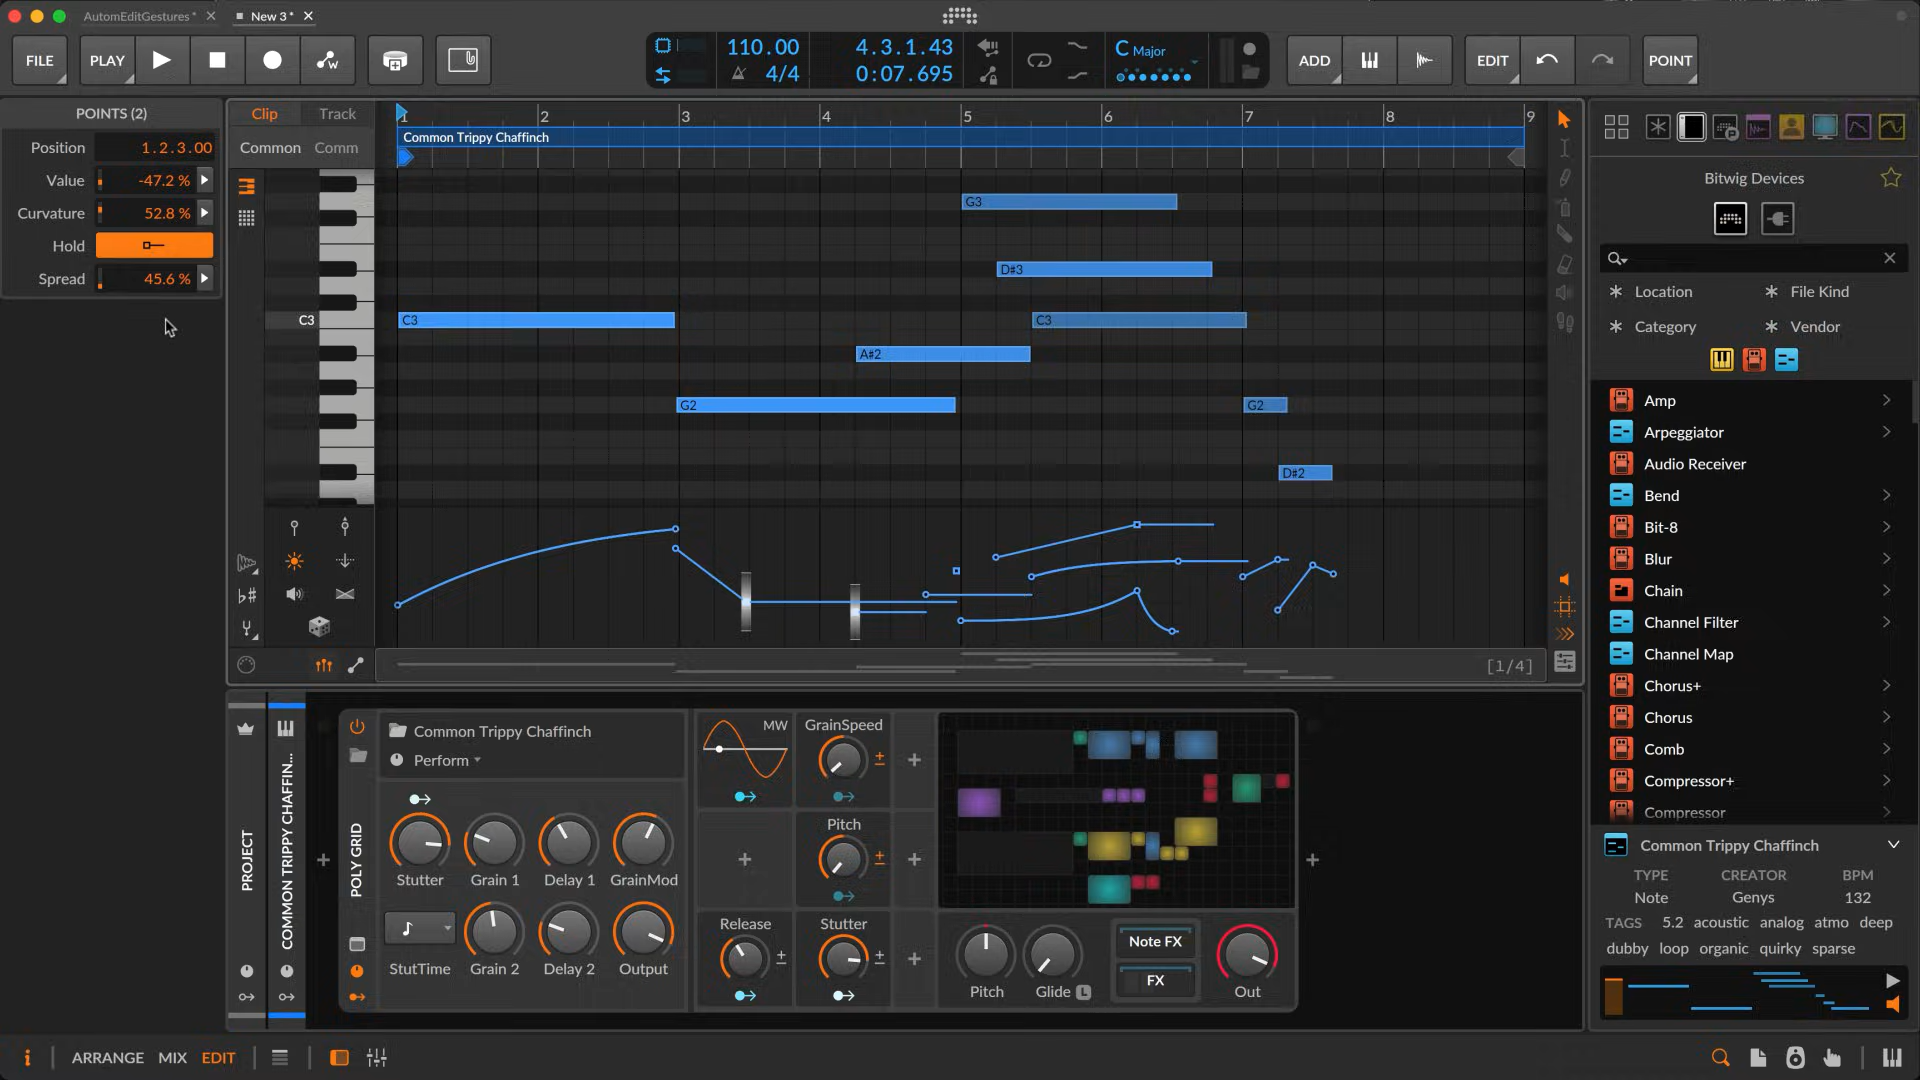 AutomEditGestures *
New 3 *
FILE
PLAY
110.00
4/4
4.3.1.43
0:07.695
C Major
ADD
EDIT
POINT
POINTS (2)
Position 1.2.3.00
Value -47.2 %
Curvature 52.8 %
Hold
Spread 45.6 %
Clip Track
Common Comm
1 2 3 4 5 6 7 8 9
Common Trippy Chaffinch
G3
D#3
C3
C3
C3
A#2
G2
G2
D#2
♭♯
[1/4]
PROJECT
COMMON TRIPPY CHAFFIN...
POLY GRID
Common Trippy Chaffinch
Perform
Stutter Grain 1 Delay 1 GrainMod
StutTime Grain 2 Delay 2 Output
MW
GrainSpeed
Pitch
Release
Stutter
Pitch
Glide L
Note FX
FX
Out
Bitwig Devices
Location
File Kind
Category
Vendor
Amp
Arpeggiator
Audio Receiver
Bend
Bit-8
Blur
Chain
Channel Filter
Channel Map
Chorus+
Chorus
Comb
Compressor+
Compressor
Common Trippy Chaffinch
TYPE CREATOR BPM
Note Genys 132
TAGS 5.2 acoustic analog atmo deep
dubby loop organic quirky sparse
i
ARRANGE MIX EDIT